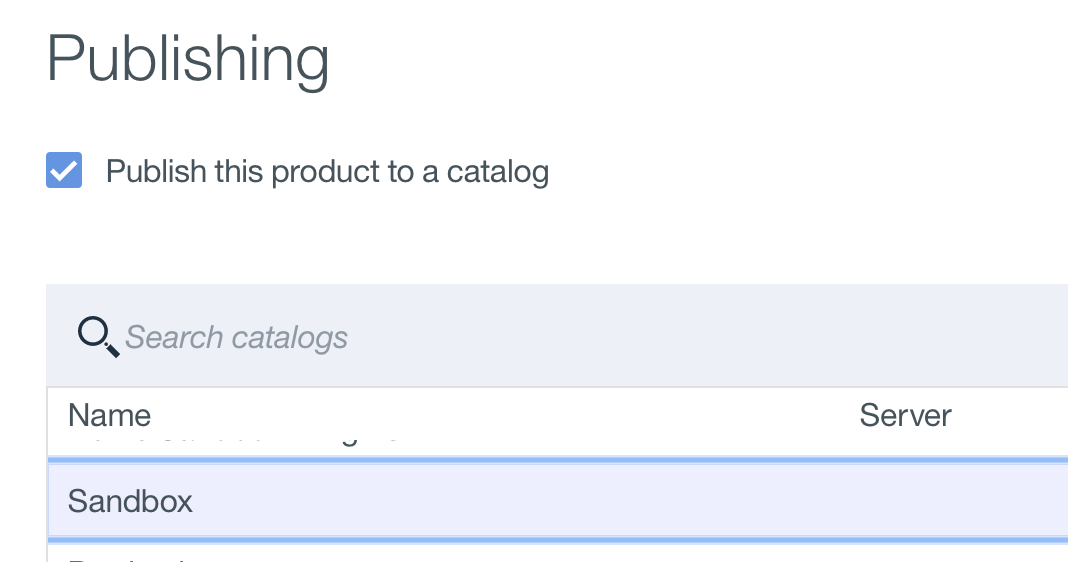 Publishing
Publish this product to a catalog
Search catalogs
Name Server
Sandbox